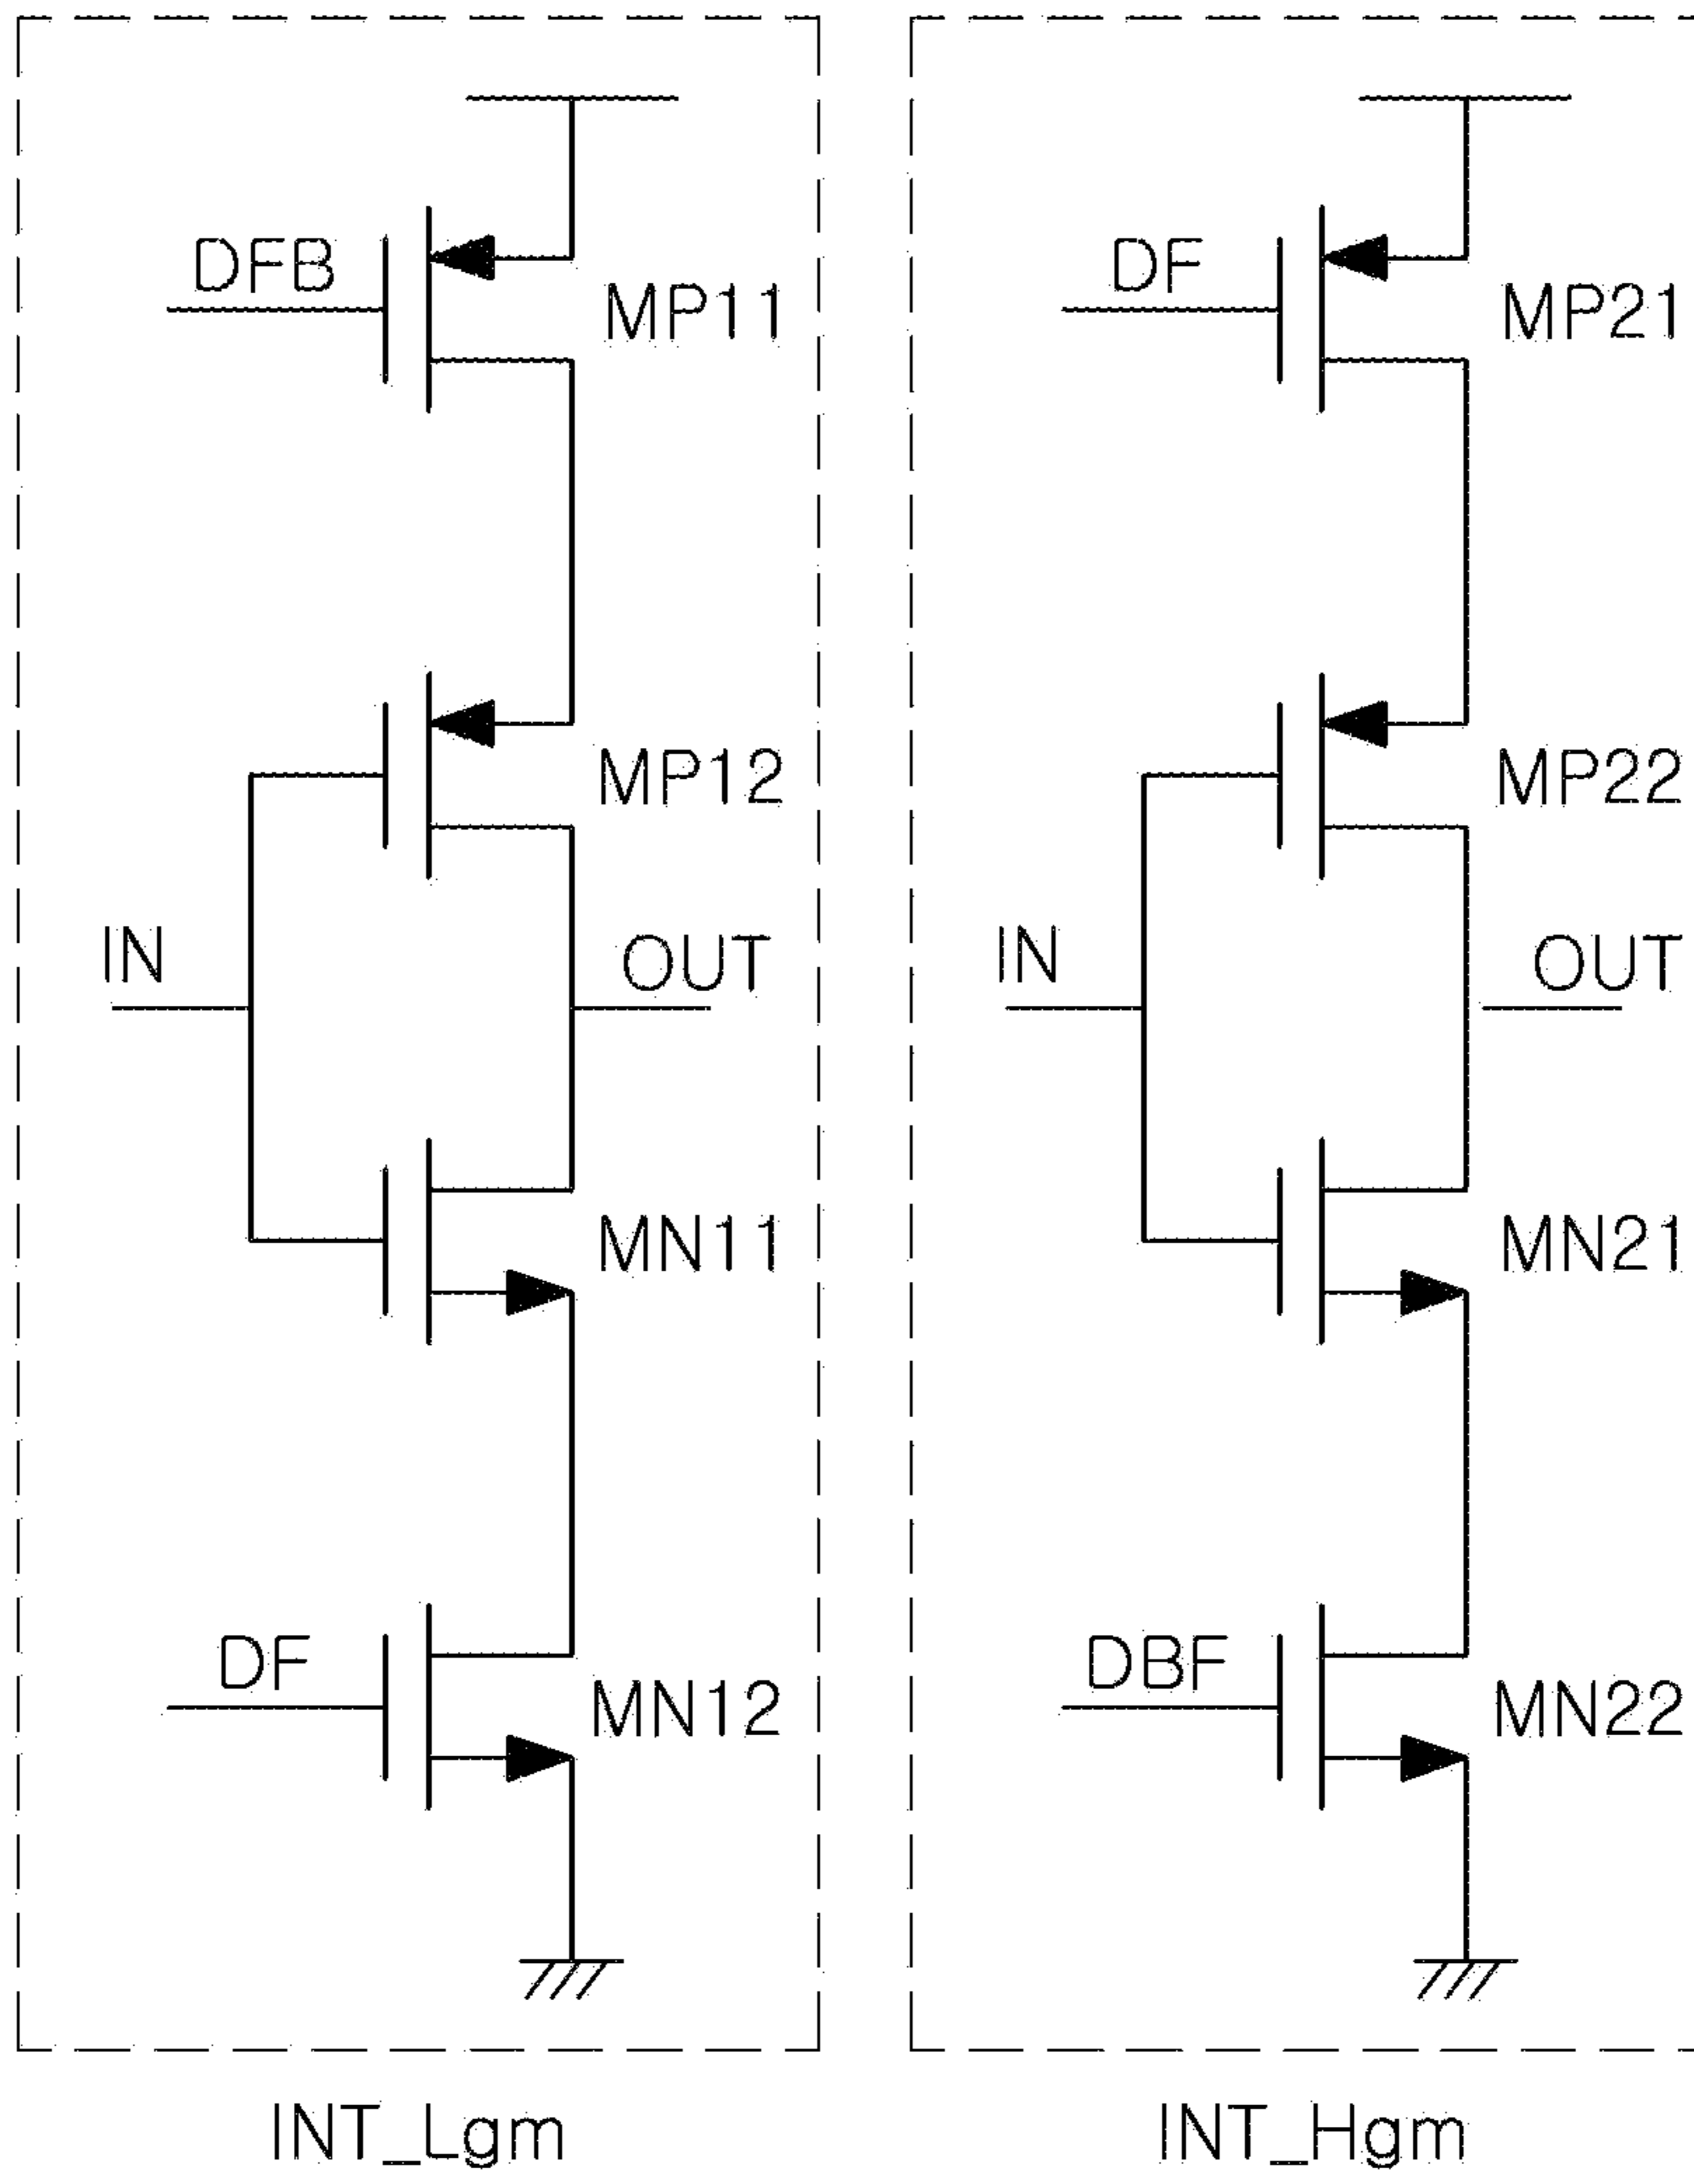 DFB
MP11
MP12
IN
OUT
MN11
DF
MN12
INT_Lgm
DF
MP21
MP22
IN
OUT
MN21
DBF
MN22
INT_Hgm